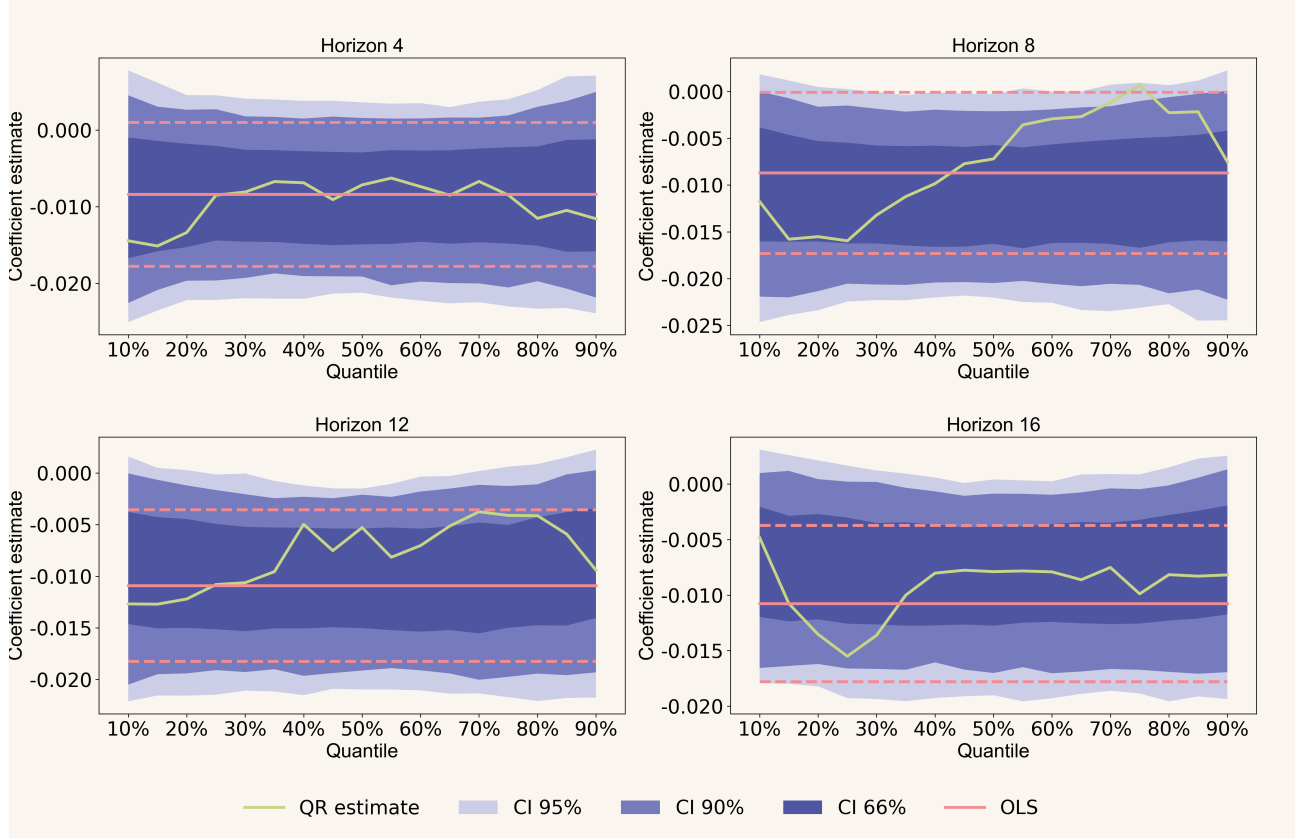 Horizon 4
Coefficient estimate
0.000
-0.010
-0.020
10% 20% 30% 40% 50% 60% 70% 80% 90%
Quantile
Horizon 8
Coefficient estimate
0.000
-0.005
-0.010
-0.015
-0.020
-0.025
10% 20% 30% 40% 50% 60% 70% 80% 90%
Quantile
Horizon 12
Coefficient estimate
0.000
-0.005
-0.010
-0.015
-0.020
10% 20% 30% 40% 50% 60% 70% 80% 90%
Quantile
Horizon 16
Coefficient estimate
0.000
-0.005
-0.010
-0.015
-0.020
10% 20% 30% 40% 50% 60% 70% 80% 90%
Quantile
QR estimate CI 95% CI 90% CI 66% OLS